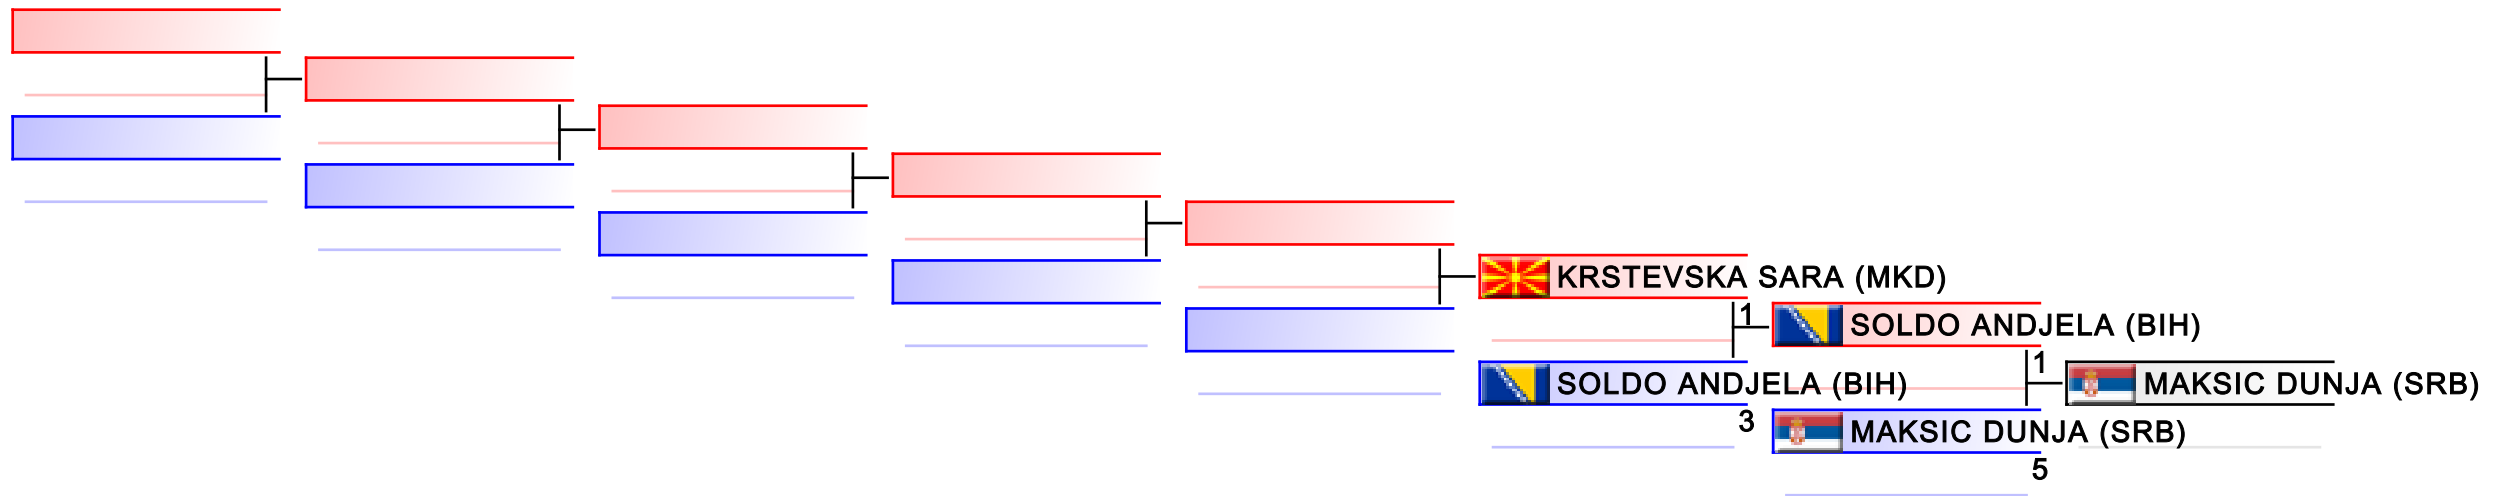 KRSTEVSKA SARA (MKD)
1
SOLDO ANDJELA (BIH)
1
SOLDO ANDJELA (BIH)
MAKSIC DUNJA (SRB)
3
MAKSIC DUNJA (SRB)
5